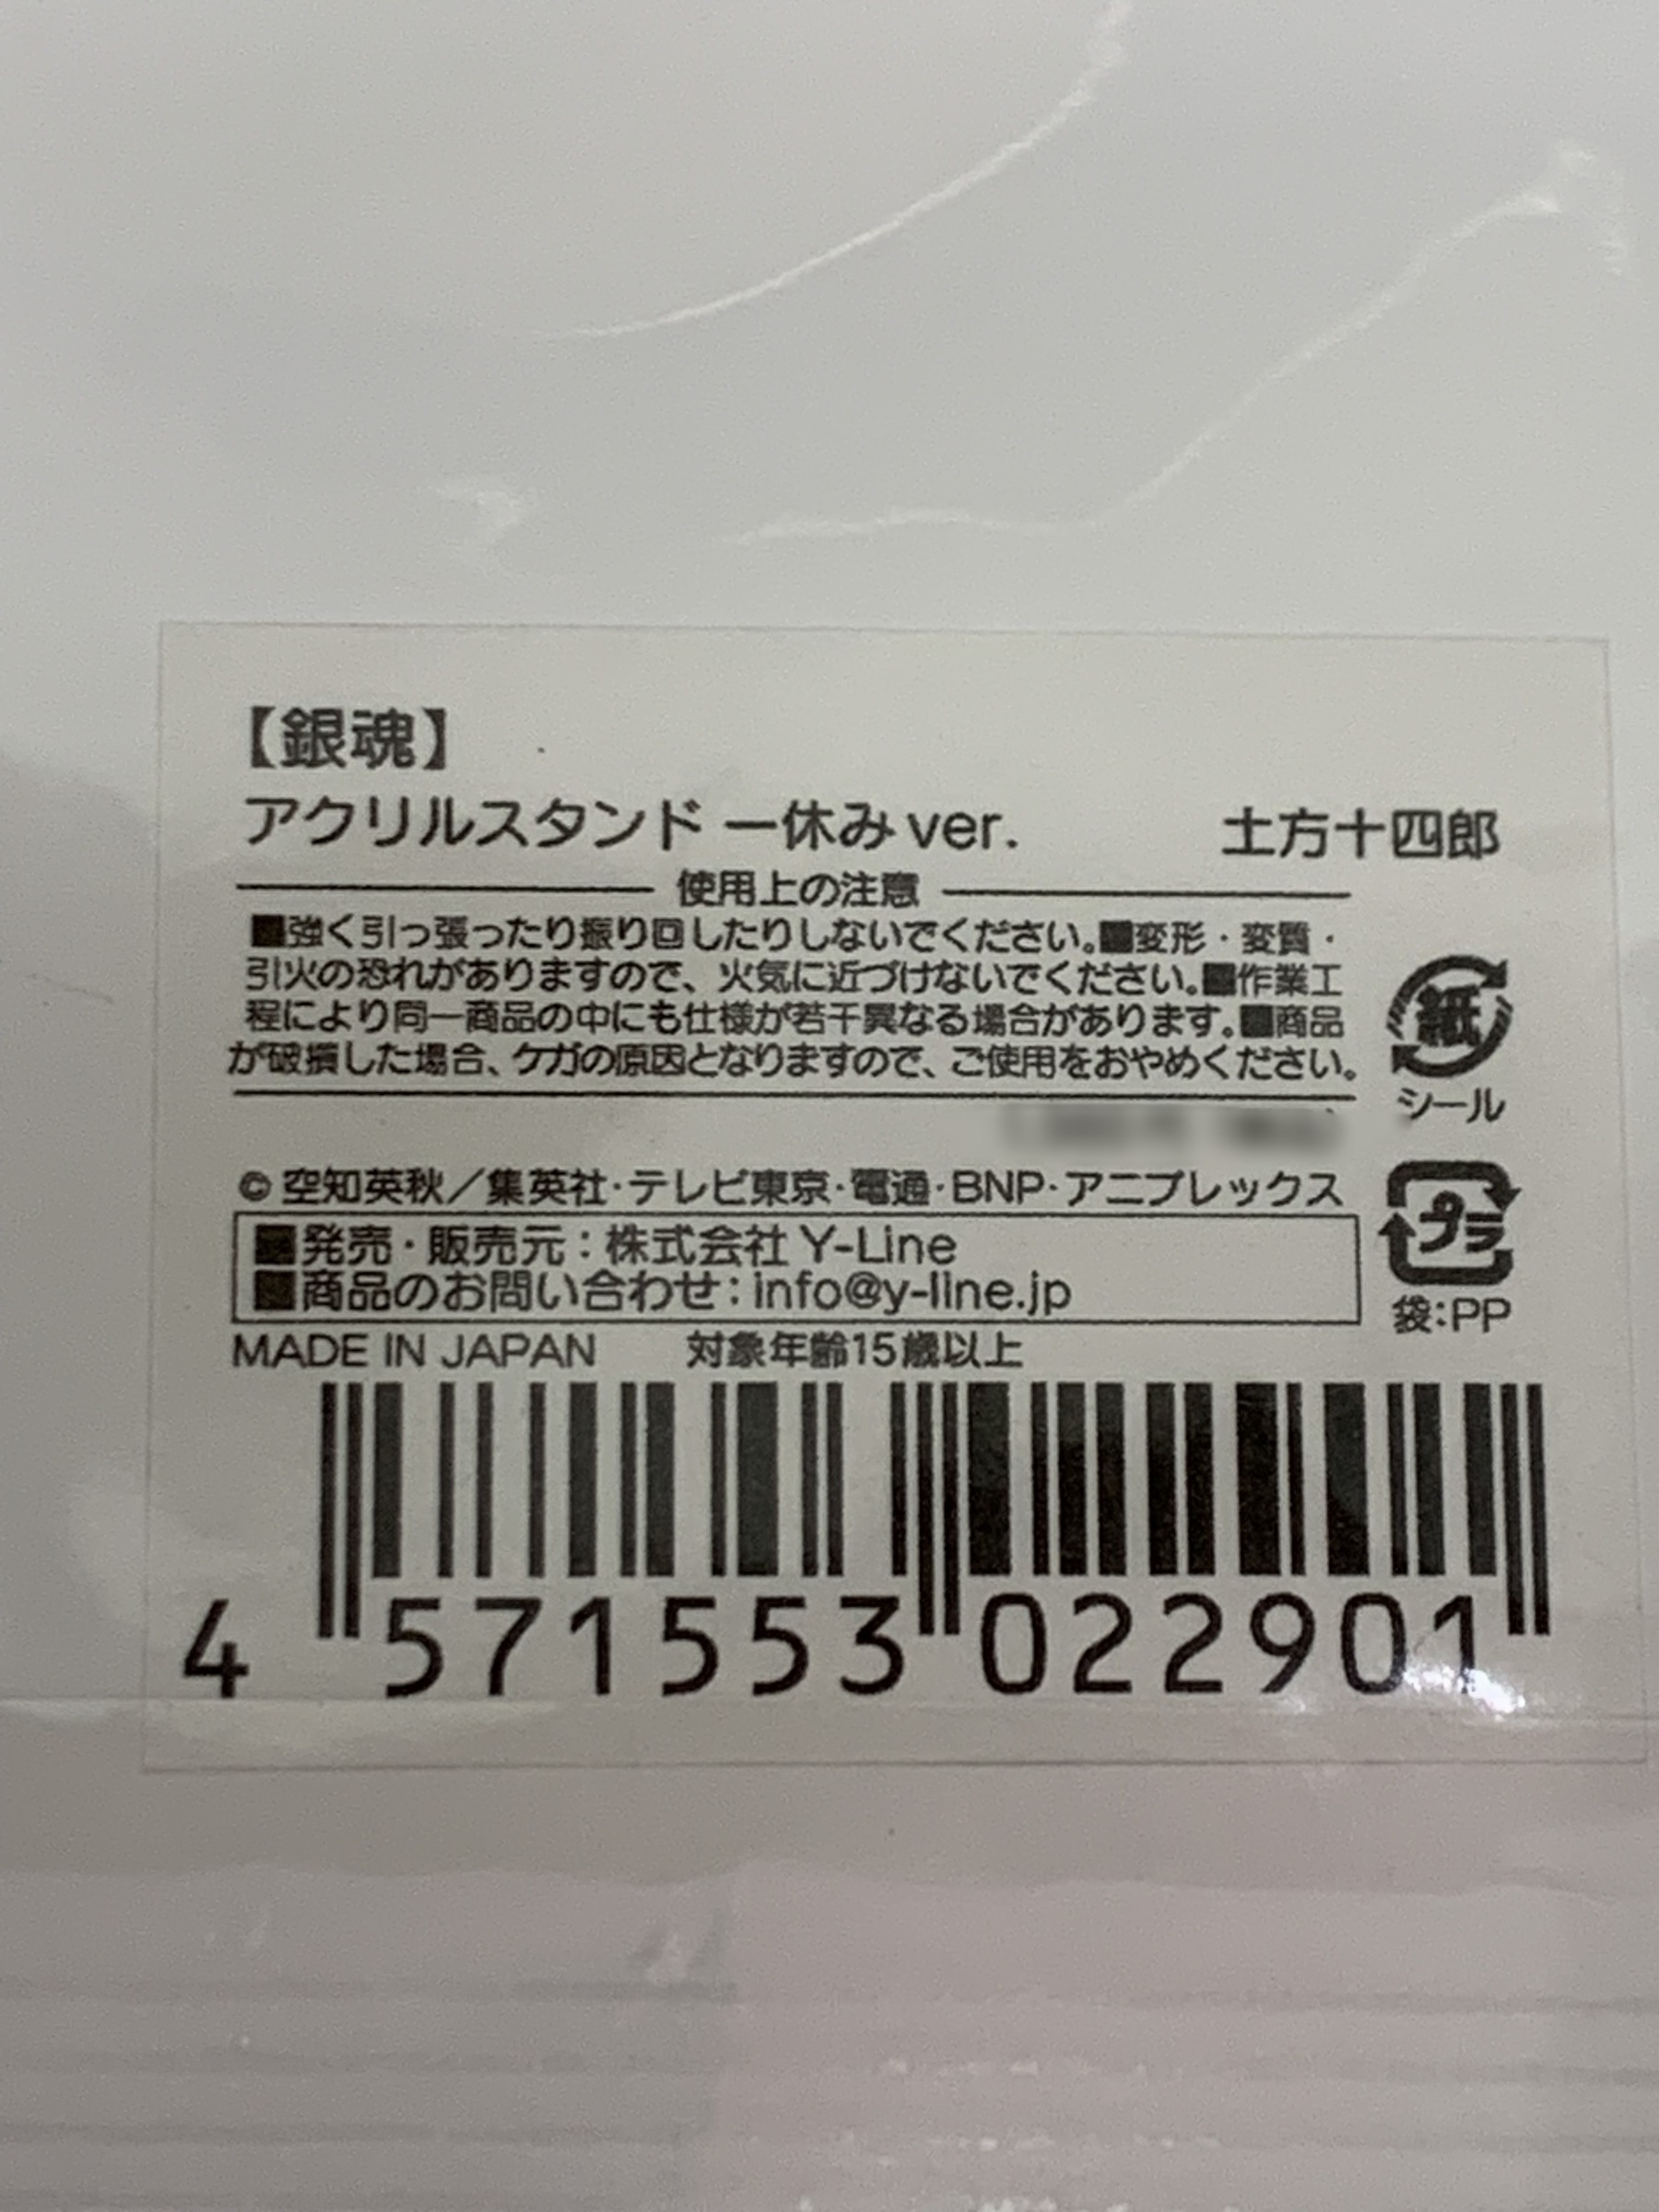 【銀魂】
アクリルスタンド 一休みver. 土方十四郎
使用上の注意
■強く引っ張ったり振り回したりしないでください。■変形・変質・
引火の恐れがありますので、火気に近づけないでください。■作業工
程により同一商品の中にも仕様が若干異なる場合があります。■商品
が破損した場合、ケガの原因となりますので、ご使用をおやめください。
紙
シール
© 空知英秋／集英社・テレビ東京・電通・BNP・アニプレックス
■発売・販売元：株式会社 Y-Line
■商品のお問い合わせ：info@y-line.jp
プラ
袋：PP
MADE IN JAPAN 対象年齢15歳以上
4 571553 022901